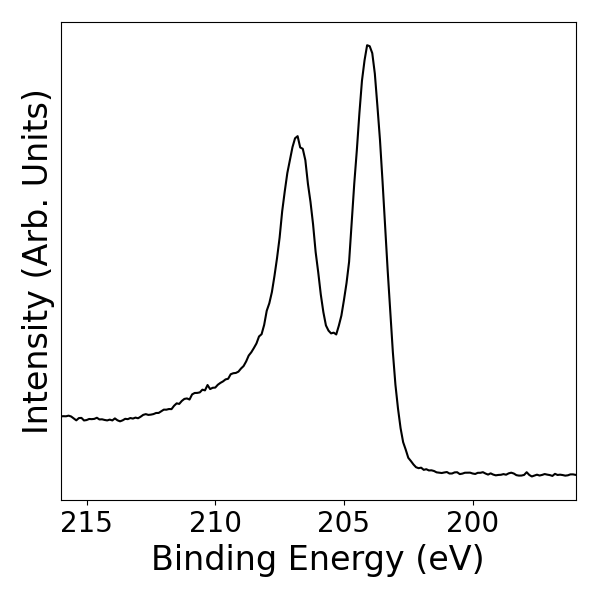 Intensity (Arb. Units)
215 210 205 200
Binding Energy (eV)